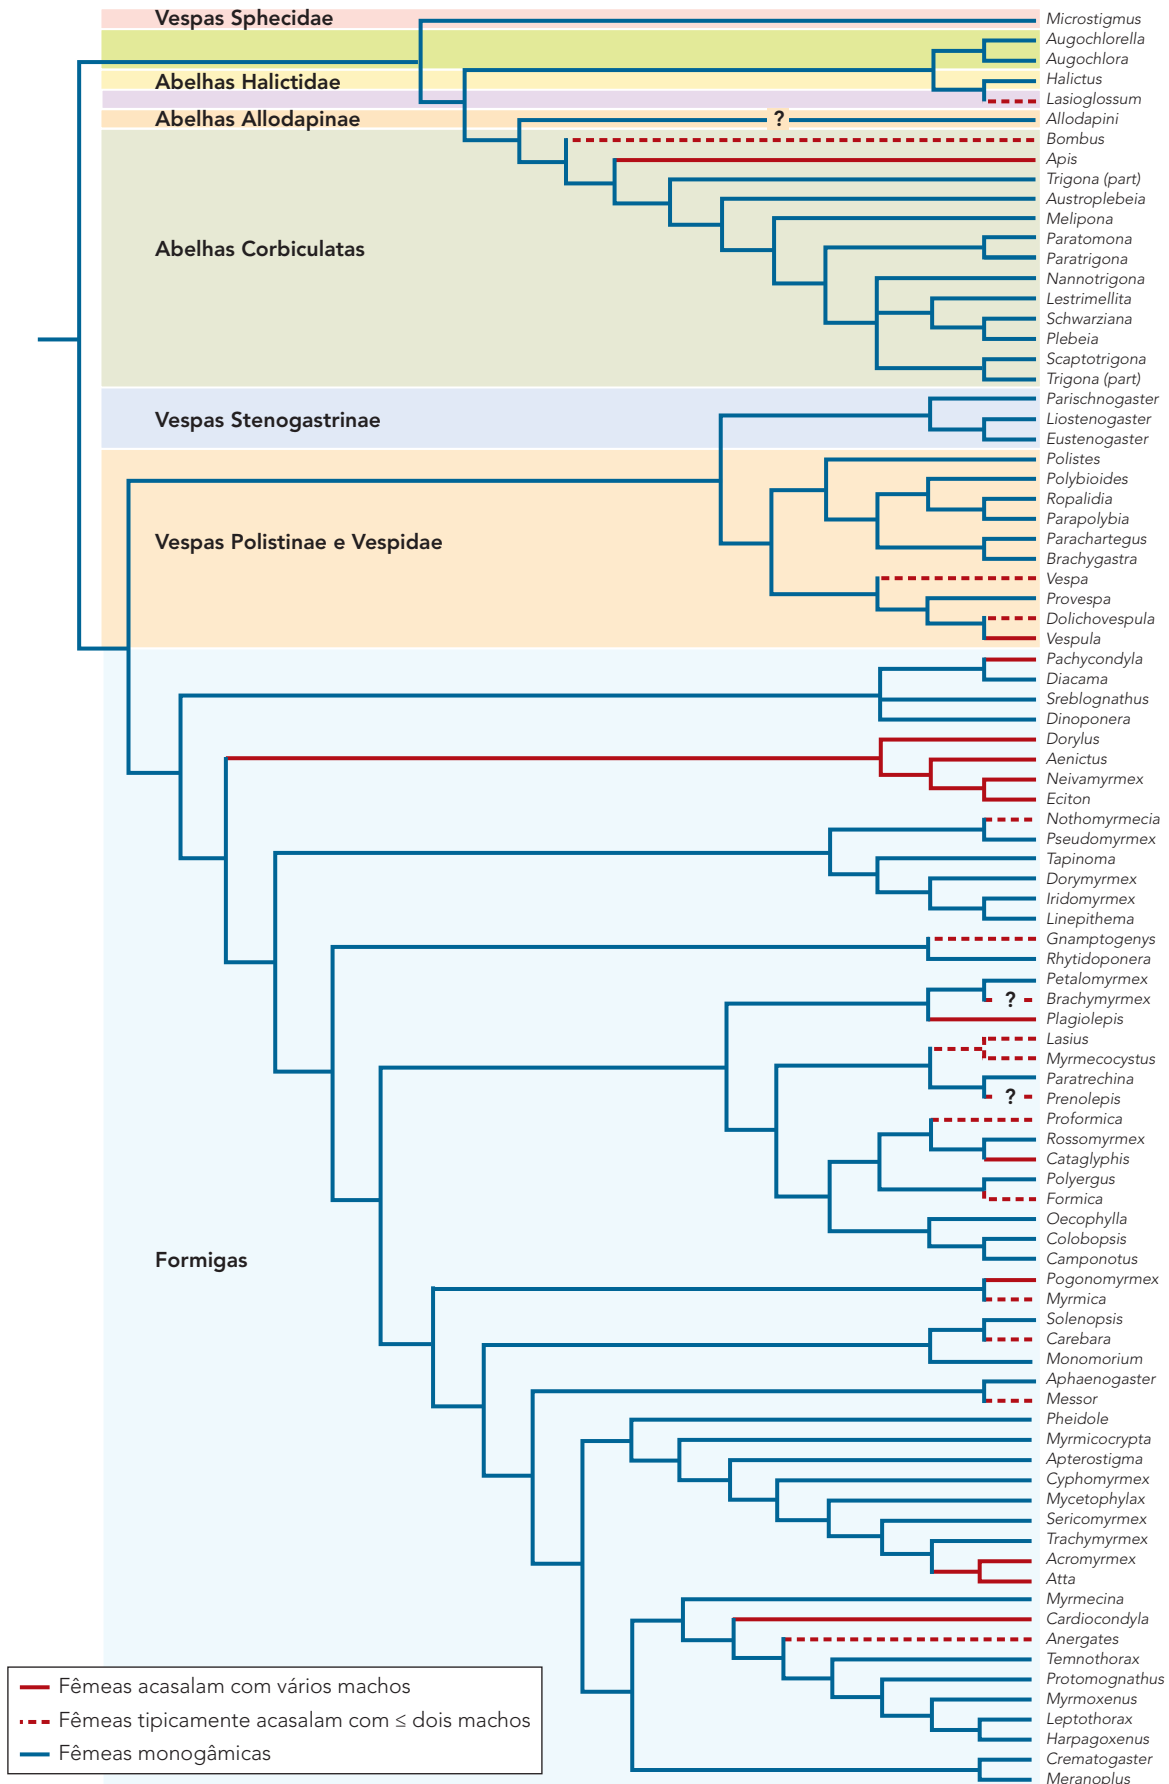 Vespas Sphecidae
Microstigmus
Augochlorella
Augochlora
Abelhas Halictidae
Halictus
Lasioglossum
Abelhas Allodapinae
?
Allodapini
Bombus
Apis
Trigona (part)
Austroplebeia
Melipona
Abelhas Corbiculatas
Paratomona
Paratrigona
Nannotrigona
Lestrimellita
Schwarziana
Plebeia
Scaptotrigona
Trigona (part)
Parischnogaster
Vespas Stenogastrinae
Liostenogaster
Eustenogaster
Polistes
Polybioides
Ropalidia
Parapolybia
Vespas Polistinae e Vespidae
Parachartegus
Brachygastra
Vespa
Provespa
Dolichovespula
Vespula
Pachycondyla
Diacama
Sreblognathus
Dinoponera
Dorylus
Aenictus
Neivamyrmex
Eciton
Nothomyrmecia
Pseudomyrmex
Tapinoma
Dorymyrmex
Iridomyrmex
Linepithema
Gnamptogenys
Rhytidoponera
Petalomyrmex
? Brachymyrmex
Plagiolepis
Lasius
Myrmecocystus
Paratrechina
? Prenolepis
Proformica
Rossomyrmex
Cataglyphis
Polyergus
Formica
Oecophylla
Colobopsis
Camponotus
Formigas
Pogonomyrmex
Myrmica
Solenopsis
Carebara
Monomorium
Aphaenogaster
Messor
Pheidole
Myrmicocrypta
Apterostigma
Cyphomyrmex
Mycetophylax
Sericomyrmex
Trachymyrmex
Acromyrmex
Atta
Myrmecina
Cardiocondyla
Anergates
Temnothorax
Protomognathus
Myrmoxenus
Leptothorax
Harpagoxenus
Crematogaster
Meranoplus
Fêmeas acasalam com vários machos
Fêmeas tipicamente acasalam com ≤ dois machos
Fêmeas monogâmicas